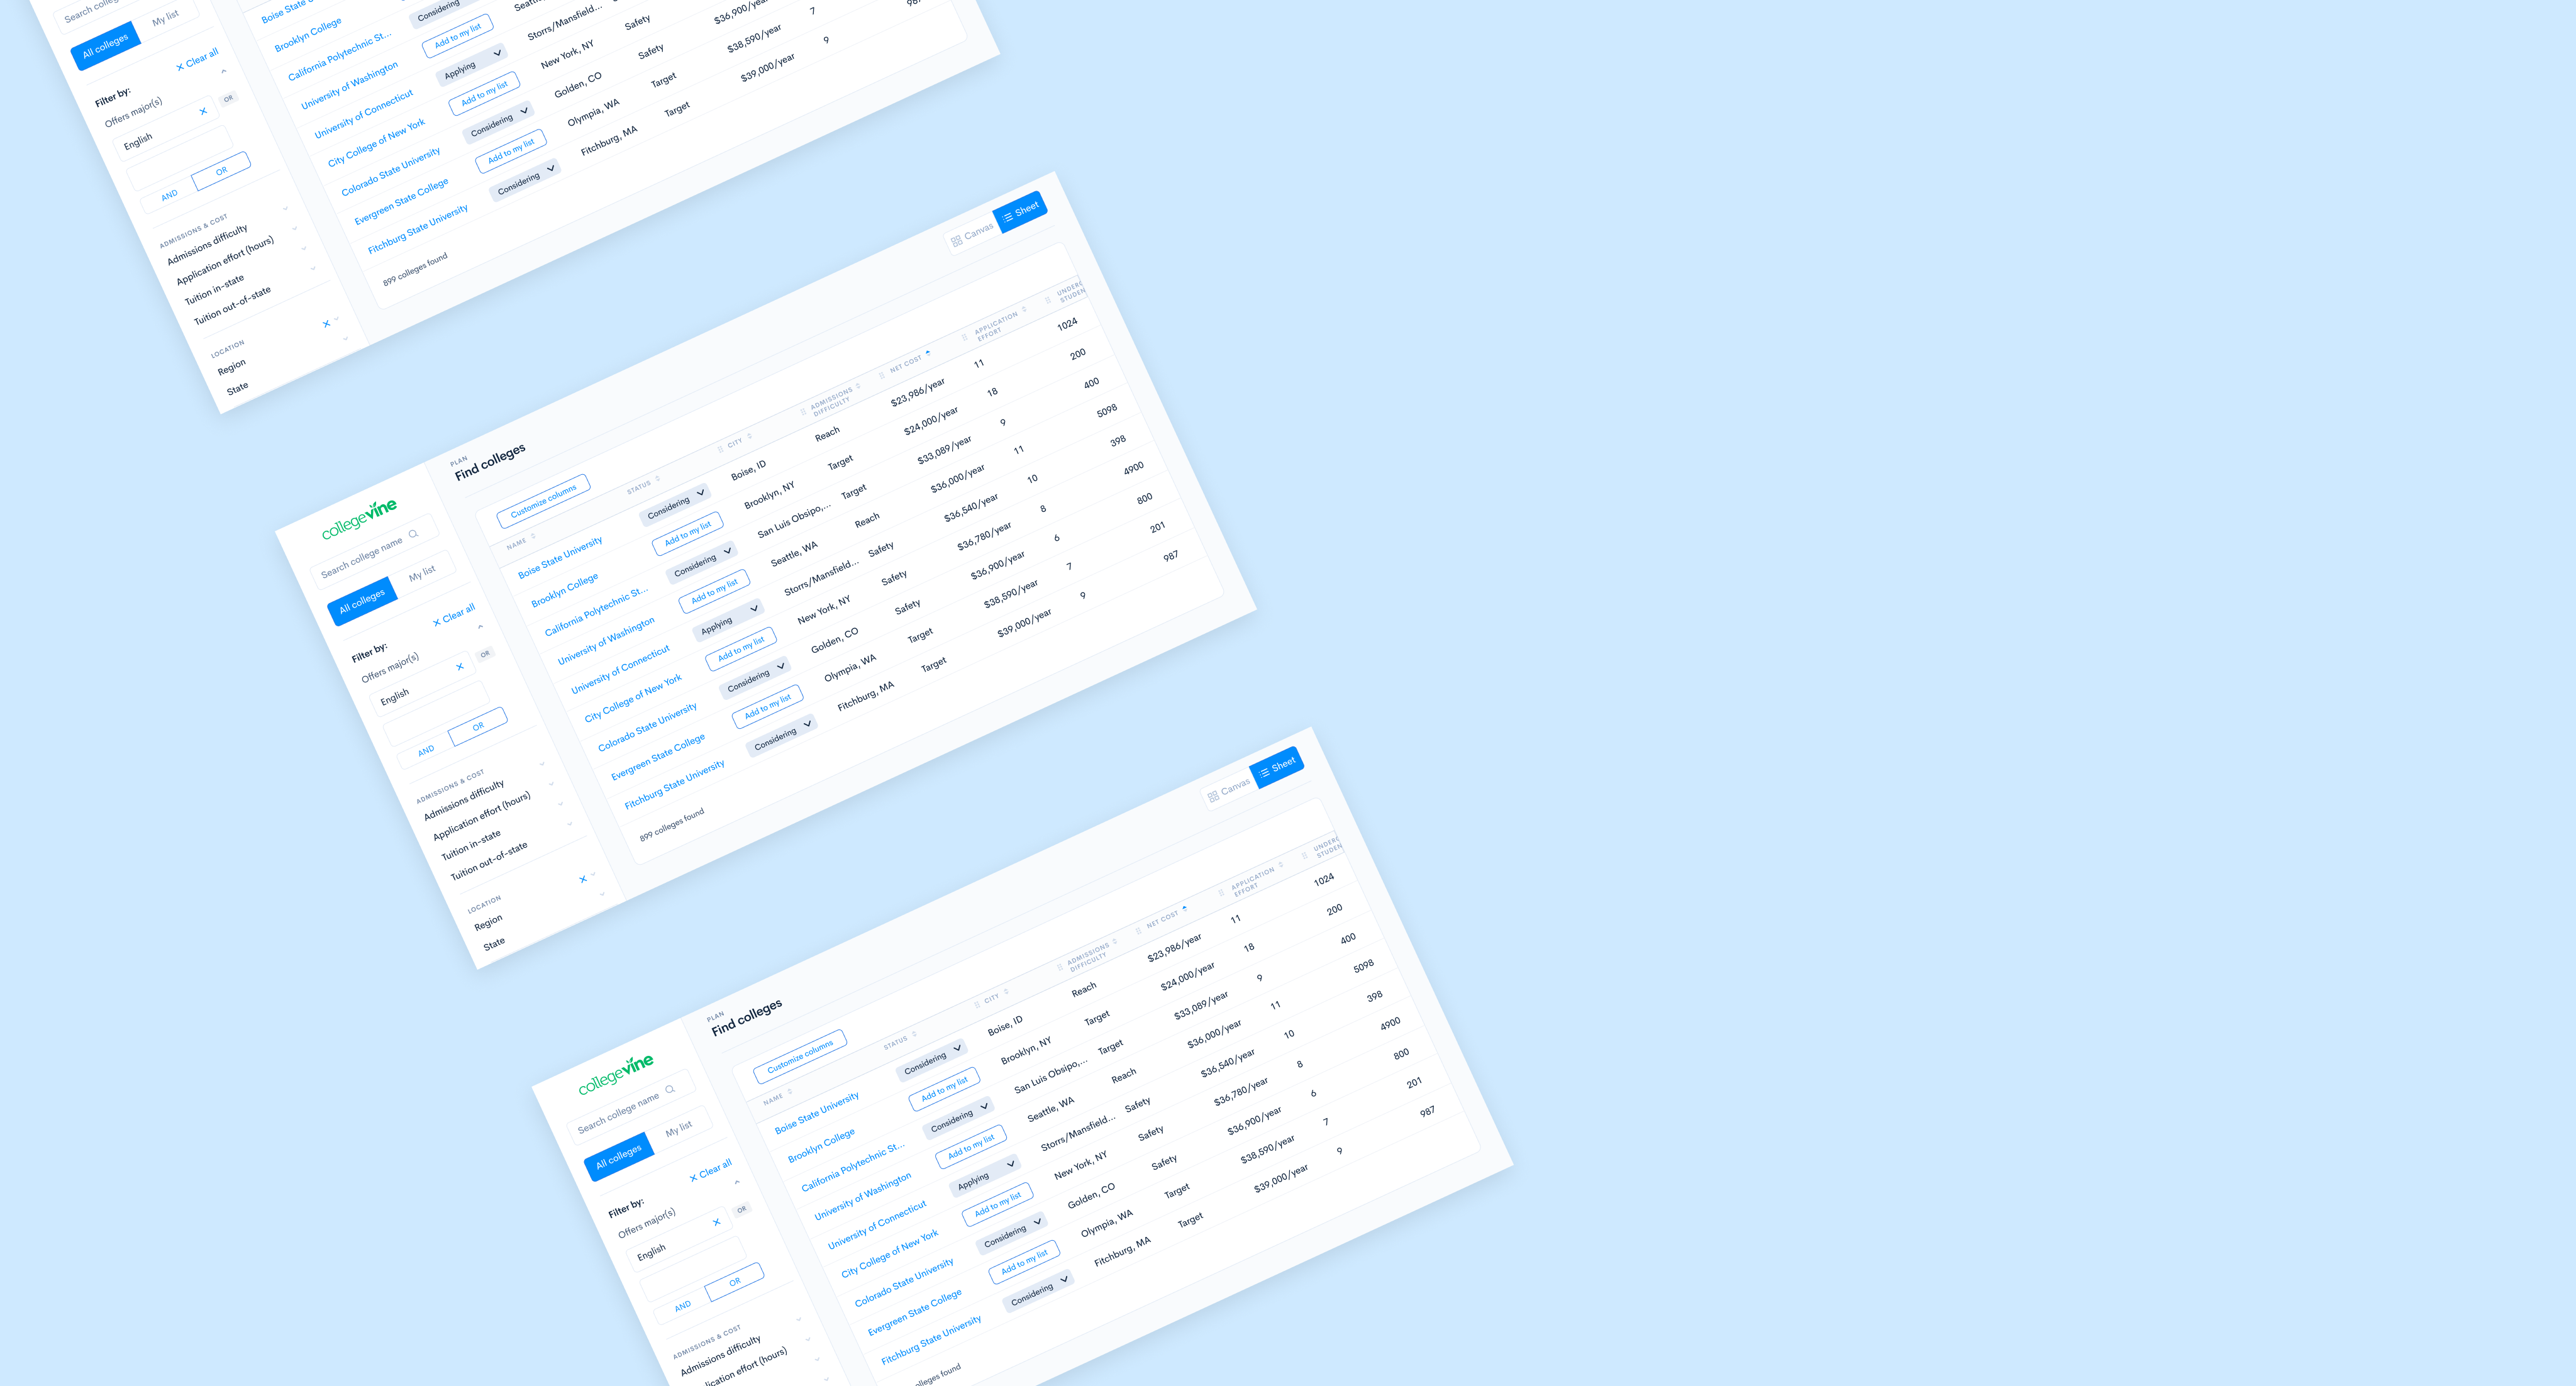 All colleges My list
Clear all
Filter by:
Offers major(s)
English OR
AND OR
ADMISSIONS & COST
Admissions difficulty
Application effort (hours)
Tuition in-state
Tuition out-of-state
LOCATION
Region
State
Boise State
Brooklyn College
California Polytechnic St... Considering
University of Washington Add to my list
University of Connecticut Applying Storrs/Mansfield...
City College of New York Add to my list New York, NY Safety
Colorado State University Considering Golden, CO Safety $36,900/year
Evergreen State College Add to my list Olympia, WA Target $38,590/year 7
Fitchburg State University Considering Fitchburg, MA Target $39,000/year 9
899 colleges found
collegevine
Search college name
All colleges My list
Clear all
Filter by:
Offers major(s)
English OR
AND OR
ADMISSIONS & COST
Admissions difficulty
Application effort (hours)
Tuition in-state
Tuition out-of-state
LOCATION
Region
State
PLAN
Find colleges
Canvas Sheet
Customize columns
NAME STATUS CITY ADMISSIONS DIFFICULTY NET COST APPLICATION EFFORT
Boise State University Considering Boise, ID Reach $23,986/year 11 1024
Brooklyn College Add to my list Brooklyn, NY Target $24,000/year 18 200
California Polytechnic St... Considering San Luis Obsipo,... Target $33,089/year 9 400
University of Washington Add to my list Seattle, WA Reach $36,000/year 11 5098
University of Connecticut Applying Storrs/Mansfield... Safety $36,540/year 10 398
City College of New York Add to my list New York, NY Safety $36,780/year 8 4900
Colorado State University Considering Golden, CO Safety $36,900/year 6 800
Evergreen State College Add to my list Olympia, WA Target $38,590/year 7 201
Fitchburg State University Considering Fitchburg, MA Target $39,000/year 9 987
899 colleges found
collegevine
Search college name
All colleges My list
Clear all
Filter by:
Offers major(s)
English OR
AND OR
ADMISSIONS & COST
Admissions difficulty
effort (hours)
PLAN
Find colleges
Canvas Sheet
Customize columns
NAME STATUS CITY ADMISSIONS DIFFICULTY NET COST APPLICATION EFFORT
Boise State University Considering Boise, ID Reach $23,986/year 11 1024
Brooklyn College Add to my list Brooklyn, NY Target $24,000/year 18 200
California Polytechnic St... Considering San Luis Obsipo,... Target $33,089/year 9 400
University of Washington Add to my list Seattle, WA Reach $36,000/year 11 5098
University of Connecticut Applying Storrs/Mansfield... Safety $36,540/year 10 398
City College of New York Add to my list New York, NY Safety $36,780/year 8 4900
Colorado State University Considering Golden, CO Safety $36,900/year 6 800
Evergreen State College Add to my list Olympia, WA Target $38,590/year 7 201
Fitchburg State University Considering Fitchburg, MA Target $39,000/year 9 987
found